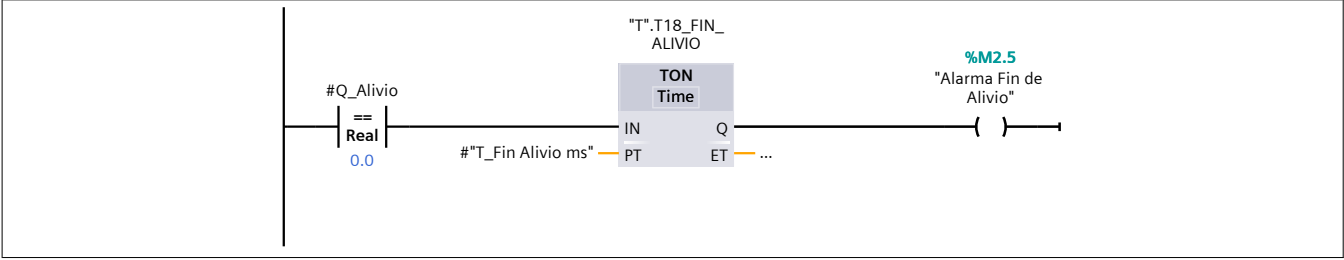 "T".T18_FIN_
ALIVIO
%M2.5
"Alarma Fin de
Alivio"
TON
Time
#Q_Alivio
==
Real
0.0
IN
Q
#"T_Fin Alivio ms"
PT
ET
...